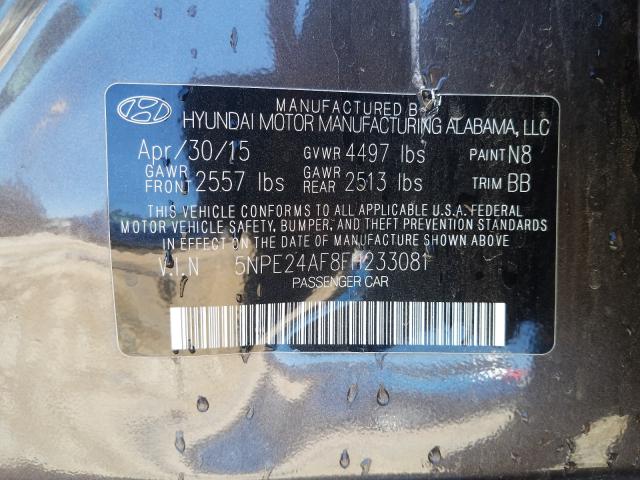 MANUFACTURED BY
HYUNDAI MOTOR MANUFACTURING ALABAMA, LLC
Apr/30/15 GVWR 4497 lbs PAINT N8
GAWR FRONT 2557 lbs GAWR REAR 2513 lbs TRIM BB
THIS VEHICLE CONFORMS TO ALL APPLICABLE U.S.A. FEDERAL
MOTOR VEHICLE SAFETY, BUMPER, AND THEFT PREVENTION STANDARDS
IN EFFECT ON THE DATE OF MANUFACTURE SHOWN ABOVE
V.I.N 5NPE24AF8FH233081
PASSENGER CAR